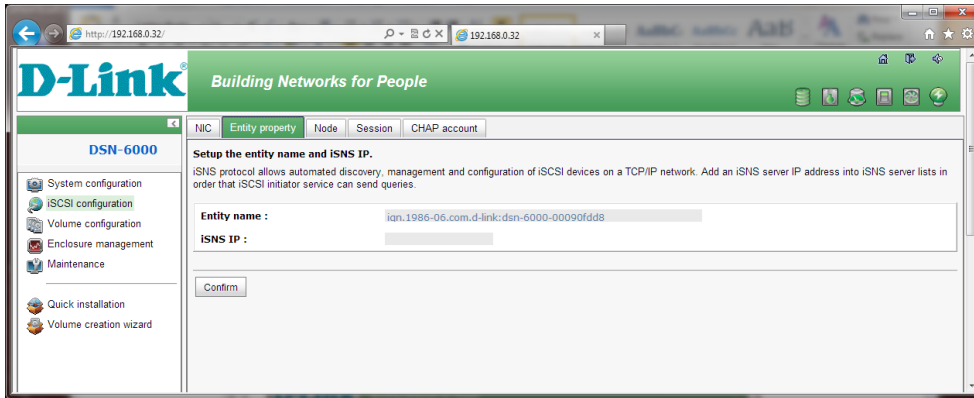 http://192.168.0.32/
192.168.0.32
D-Link
Building Networks for People
DSN-6000
System configuration
iSCSI configuration
Volume configuration
Enclosure management
Maintenance
Quick installation
Volume creation wizard
NIC Entity property Node Session CHAP account
Setup the entity name and iSNS IP.
iSNS protocol allows automated discovery, management and configuration of iSCSI devices on a TCP/IP network. Add an iSNS server IP address into iSNS server lists in
order that iSCSI initiator service can send queries.
Entity name : iqn.1986-06.com.d-link:dsn-6000-00090fdd8
iSNS IP :
Confirm